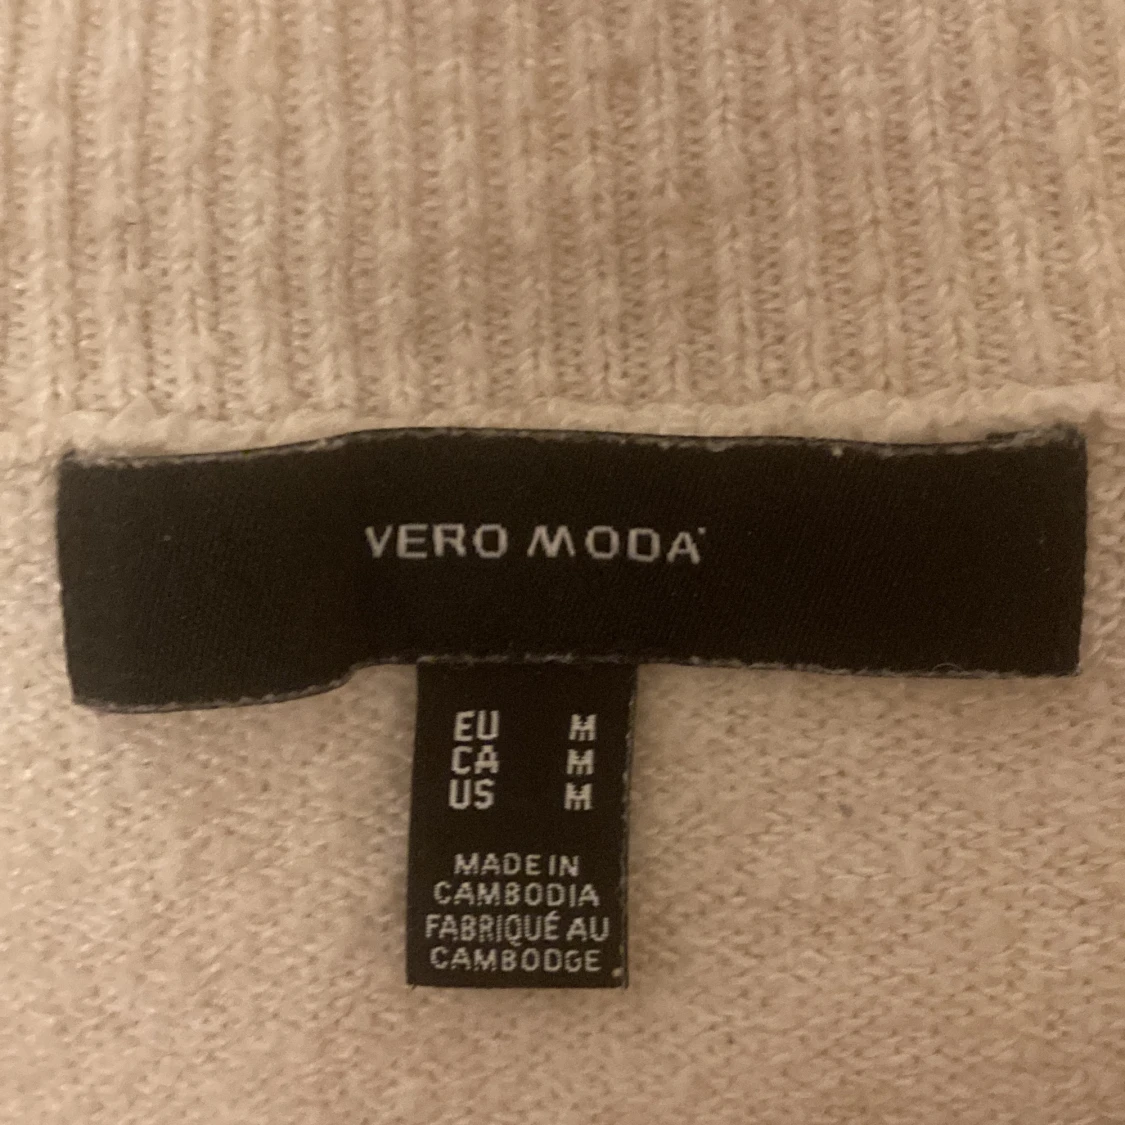 VERO MODA
EU M
CA M
US M
MADE IN
CAMBODIA
FABRIQUÉ AU
CAMBODGE